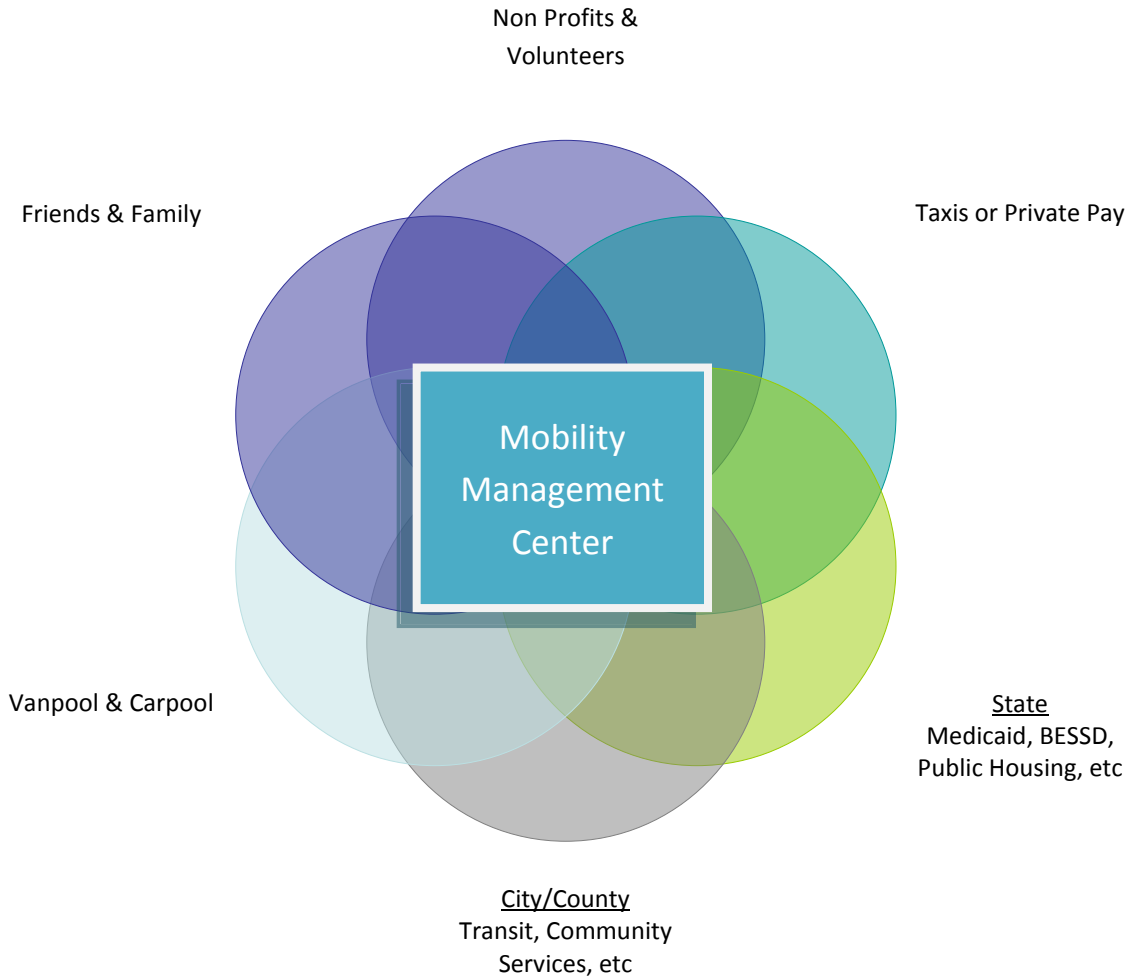 Non Profits &
Volunteers
Friends & Family
Taxis or Private Pay
Mobility
Management
Center
Vanpool & Carpool
State
Medicaid, BESSD,
Public Housing, etc
City/County
Transit, Community
Services, etc